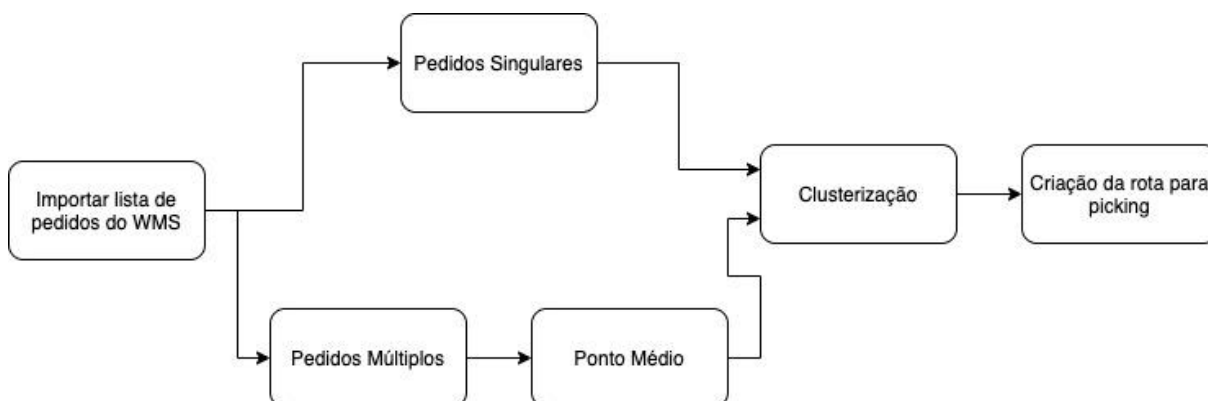 Pedidos Singulares
Importar lista de
pedidos do WMS
Clusterização
Criação da rota para
picking
Pedidos Múltiplos
Ponto Médio